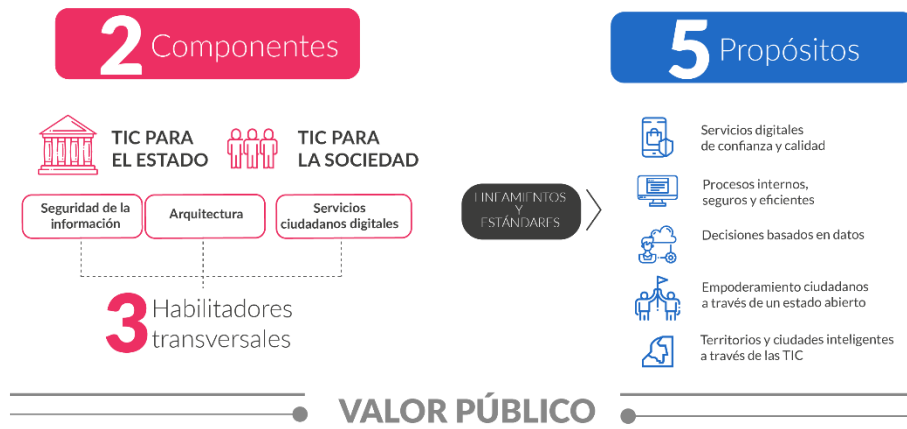 2 Componentes
TIC PARA
EL ESTADO
TIC PARA
LA SOCIEDAD
Seguridad de la
información
Arquitectura
Servicios
ciudadanos digitales
3 Habilitadores
transversales
LINEAMIENTOS
Y
ESTÁNDARES
5 Propósitos
Servicios digitales
de confianza y calidad
Procesos internos,
seguros y eficientes
Decisiones basados en datos
Empoderamiento ciudadanos
a través de un estado abierto
Territorios y ciudades inteligentes
a través de las TIC
VALOR PÚBLICO